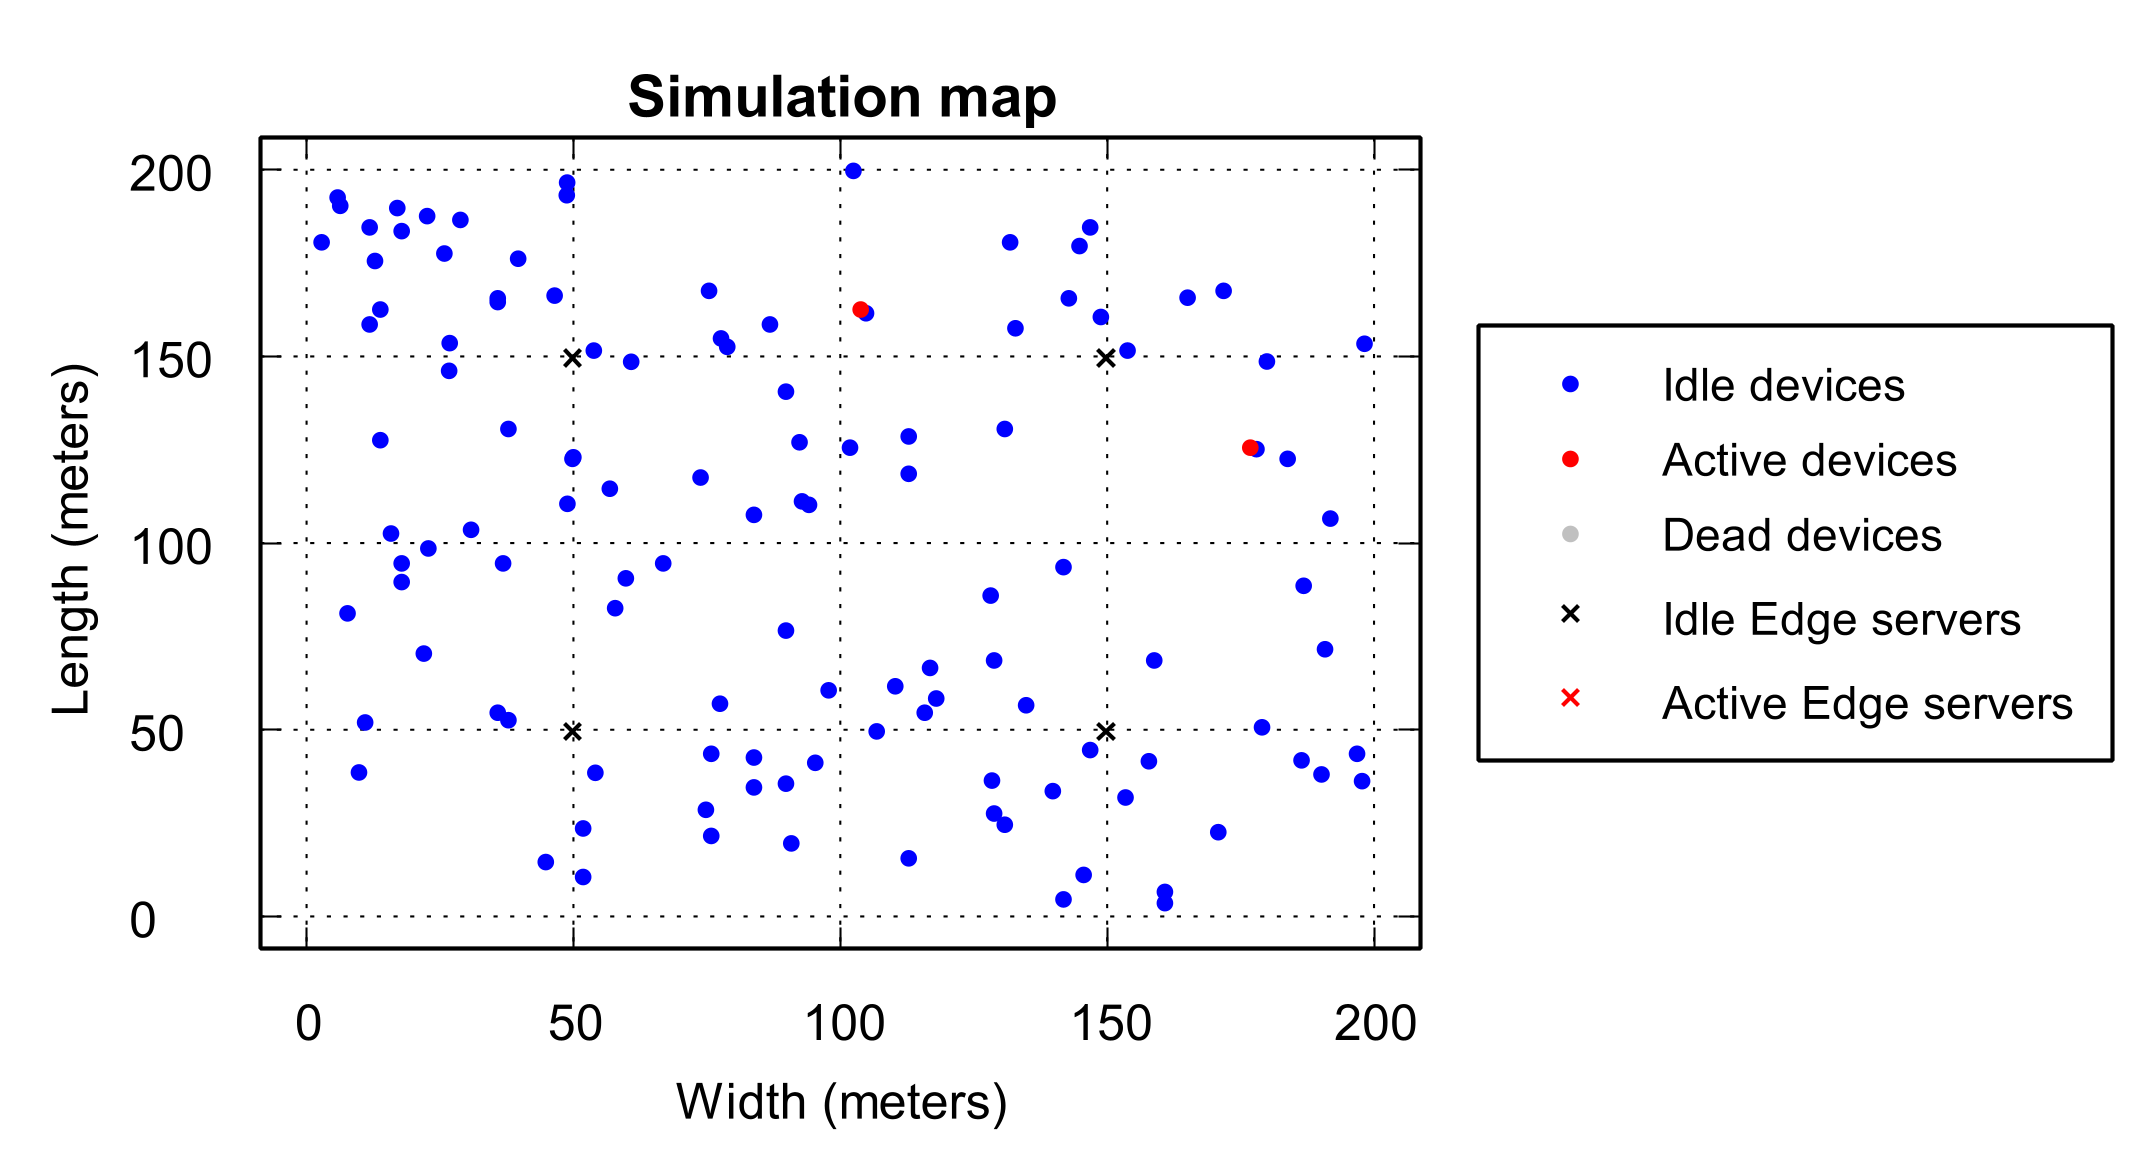 Simulation map
200
150
100
50
0
Length (meters)
0 50 100 150 200
Width (meters)
Idle devices
Active devices
Dead devices
Idle Edge servers
Active Edge servers